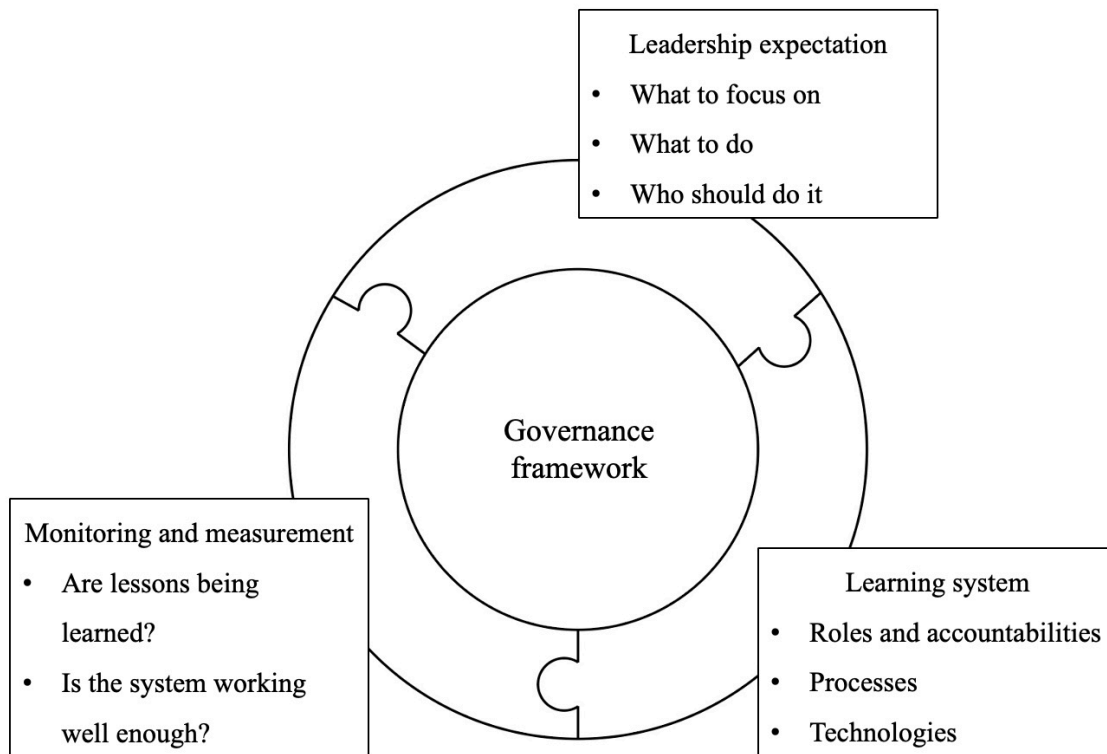 Leadership expectation
• What to focus on
• What to do
• Who should do it
Governance
framework
Monitoring and measurement
• Are lessons being
learned?
• Is the system working
well enough?
Learning system
• Roles and accountabilities
• Processes
• Technologies